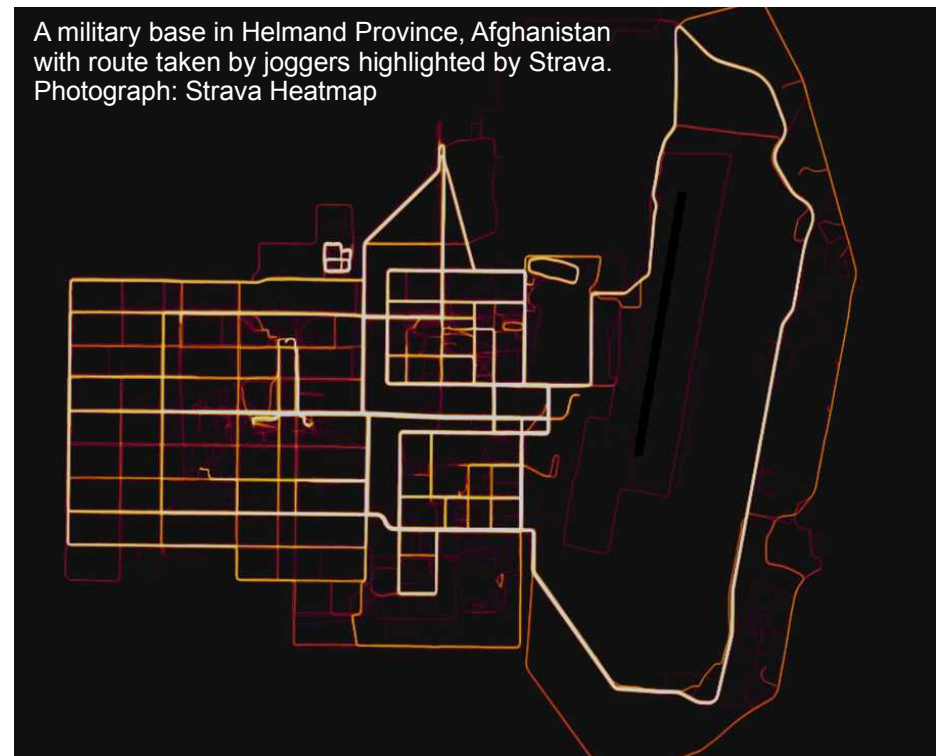 A military base in Helmand Province, Afghanistan
with route taken by joggers highlighted by Strava.
Photograph: Strava Heatmap